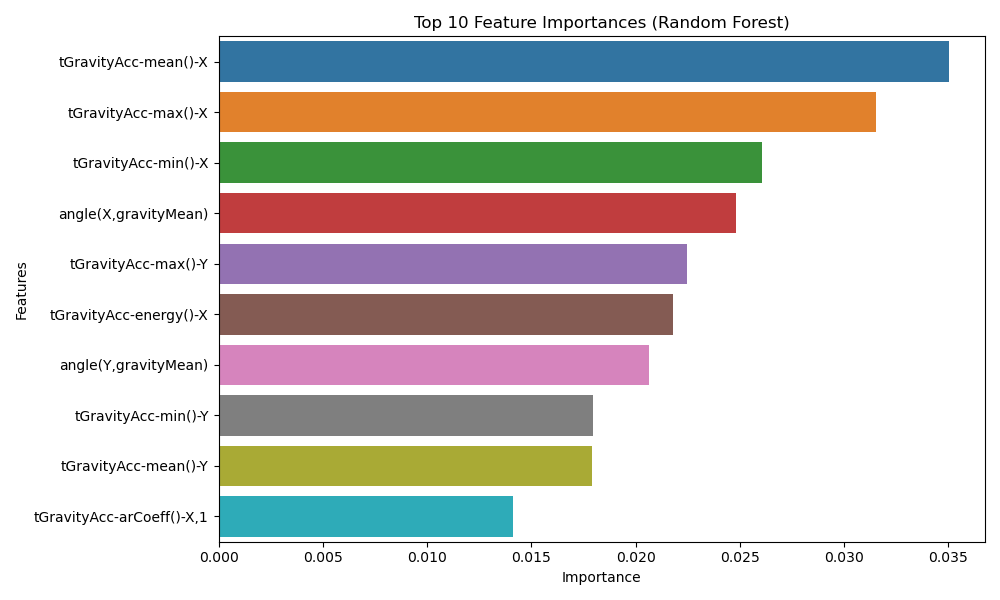 Top 10 Feature Importances (Random Forest)
Features
tGravityAcc-mean()-X
tGravityAcc-max()-X
tGravityAcc-min()-X
angle(X,gravityMean)
tGravityAcc-max()-Y
tGravityAcc-energy()-X
angle(Y,gravityMean)
tGravityAcc-min()-Y
tGravityAcc-mean()-Y
tGravityAcc-arCoeff()-X,1
0.000 0.005 0.010 0.015 0.020 0.025 0.030 0.035
Importance